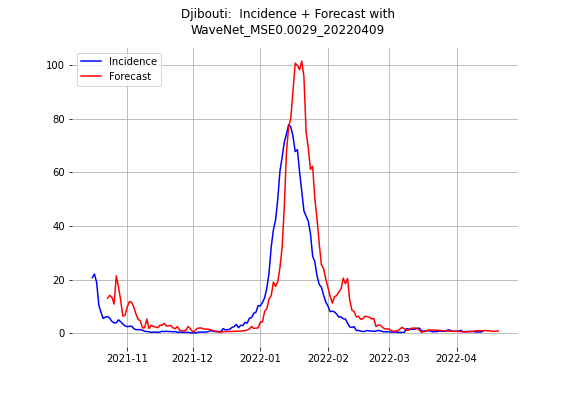 Djibouti:  Incidence + Forecast with
WaveNet_MSE0.0029_20220409
Incidence
Forecast
100
80
60
40
20
0
2021-11 2021-12 2022-01 2022-02 2022-03 2022-04